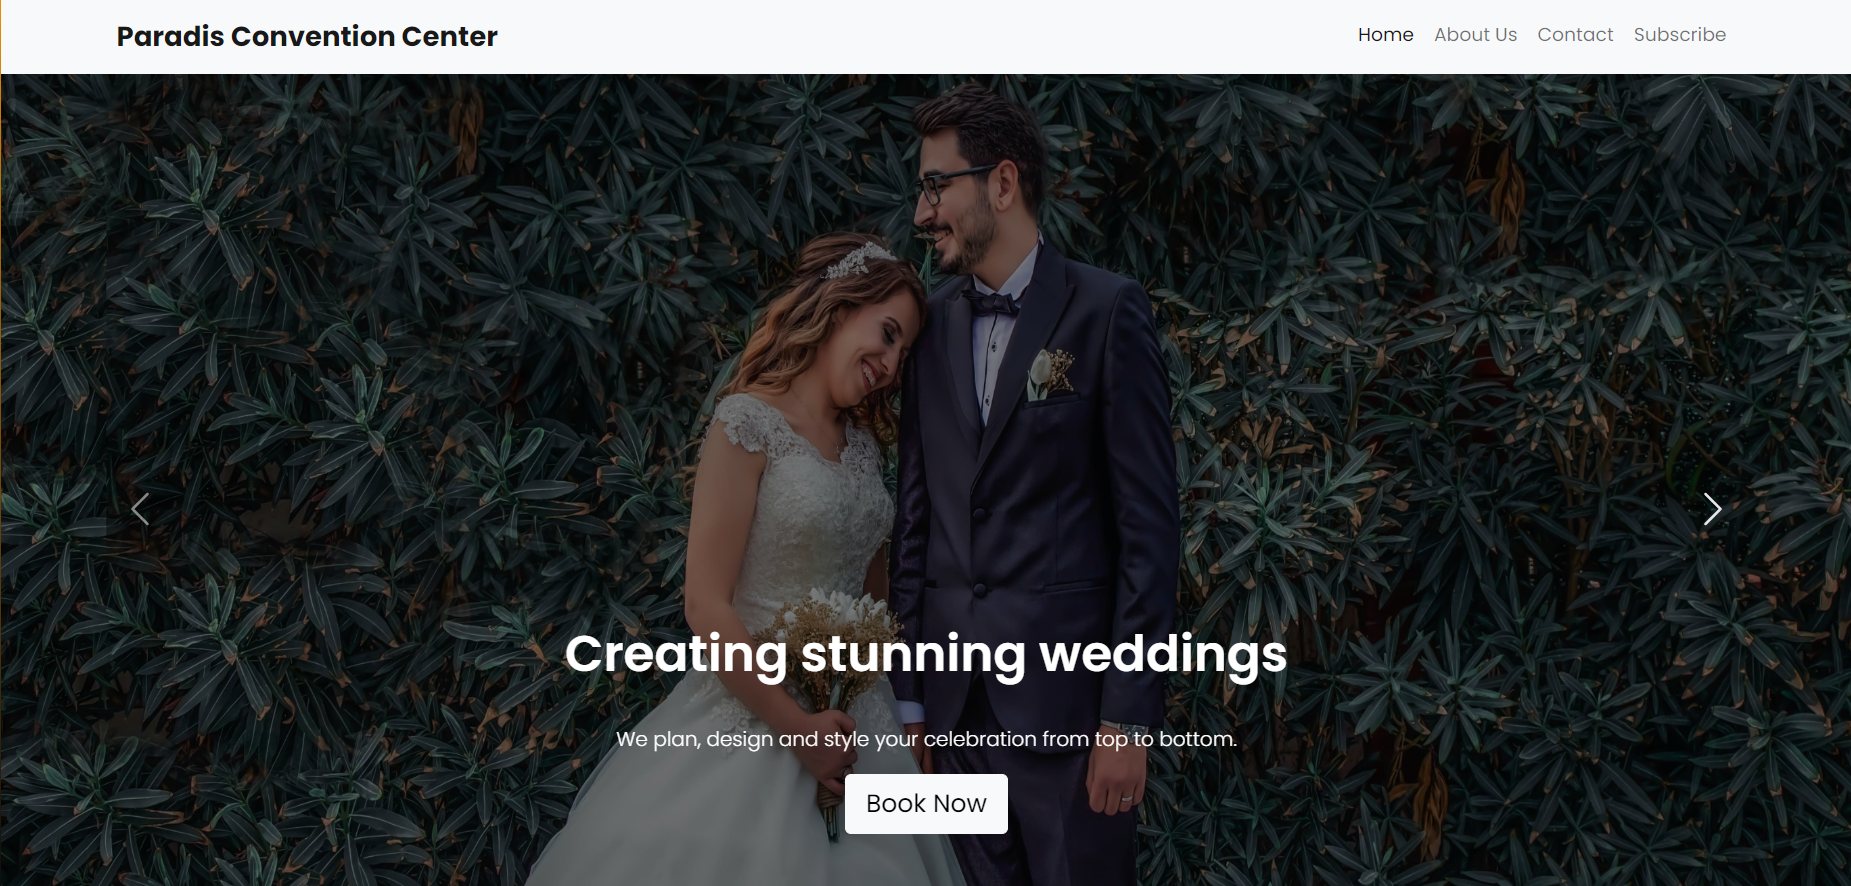 Paradis Convention Center
Home About Us Contact Subscribe
Creating stunning weddings
We plan, design and style your celebration from top to bottom.
Book Now